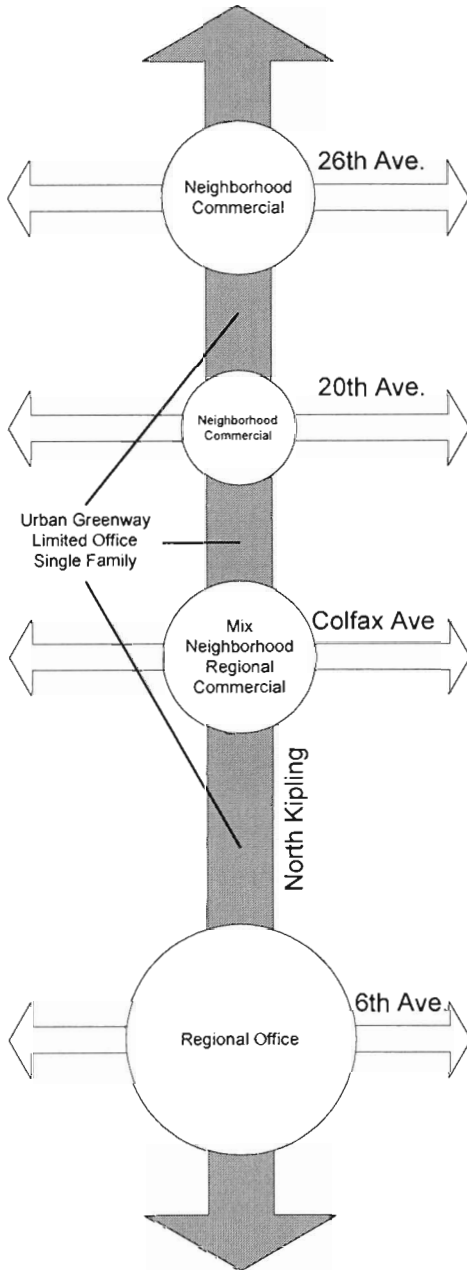 26th Ave.
Neighborhood
Commercial
20th Ave.
Neighborhood
Commercial
Urban Greenway
Limited Office
Single Family
Colfax Ave
Mix
Neighborhood
Regional
Commercial
North Kipling
6th Ave.
Regional Office